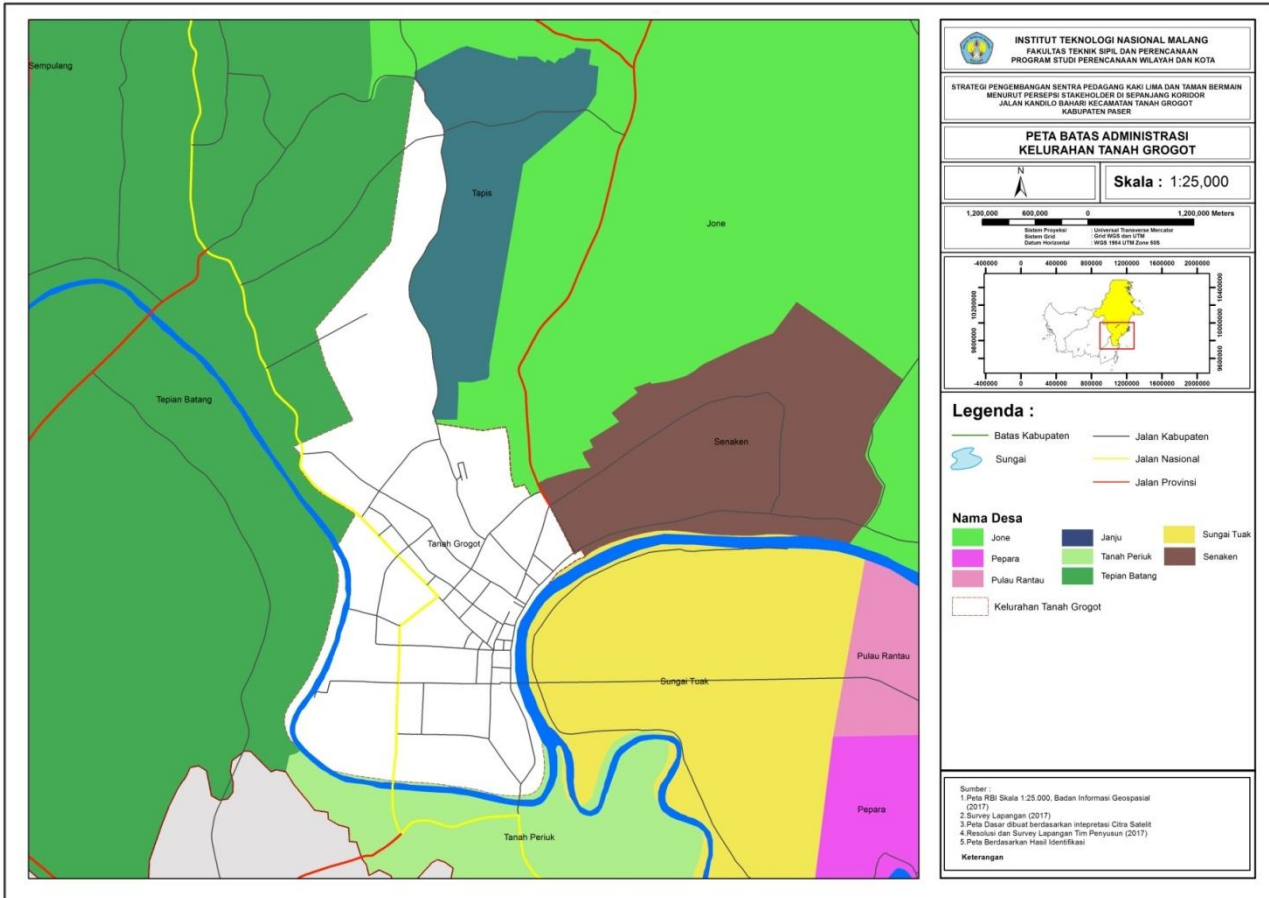 Sempulang
Tapis
Jone
Tepian Batang
Senaken
Tanah Grogot
Pulau Rantau
Sungai Tuak
Pepara
Tanah Periuk
INSTITUT TEKNOLOGI NASIONAL MALANG
FAKULTAS TEKNIK SIPIL DAN PERENCANAAN
PROGRAM STUDI PERENCANAAN WILAYAH DAN KOTA
STRATEGI PENGEMBANGAN SENTRA PEDAGANG KAKI LIMA DAN TAMAN BERMAIN
MENURUT PERSEPSI STAKEHOLDER DI SEPANJANG KORIDOR
JALAN KANDILO BAHARI KECAMATAN TANAH GROGOT
KABUPATEN PASER
PETA BATAS ADMINISTRASI
KELURAHAN TANAH GROGOT
N
Skala : 1:25,000
1,200,000 600,000 0 1,200,000 Meters
Sistem Proyeksi : Universal Transverse Mercator
Sistem Grid : Grid WGS dan UTM
Datum Horizontal : WGS 1984 UTM Zone 50S
-400000 0 400000 800000 1200000 1600000 2000000
9600000 9800000 10000000 10200000 10400000
-400000 0 400000 800000 1200000 1600000 2000000
Legenda :
Batas Kabupaten
Jalan Kabupaten
Sungai
Jalan Nasional
Jalan Provinsi
Nama Desa
Jone
Janju
Sungai Tuak
Pepara
Tanah Periuk
Senaken
Pulau Rantau
Tepian Batang
Kelurahan Tanah Grogot
Sumber :
1.Peta RBI Skala 1:25.000, Badan Informasi Geospasial
(2017)
2.Survey Lapangan (2017)
3.Peta Dasar dibuat berdasarkan intepretasi Citra Satelit
4.Resolusi dan Survey Lapangan Tim Penyusun (2017)
5.Peta Berdasarkan Hasil Identifikasi
Keterangan